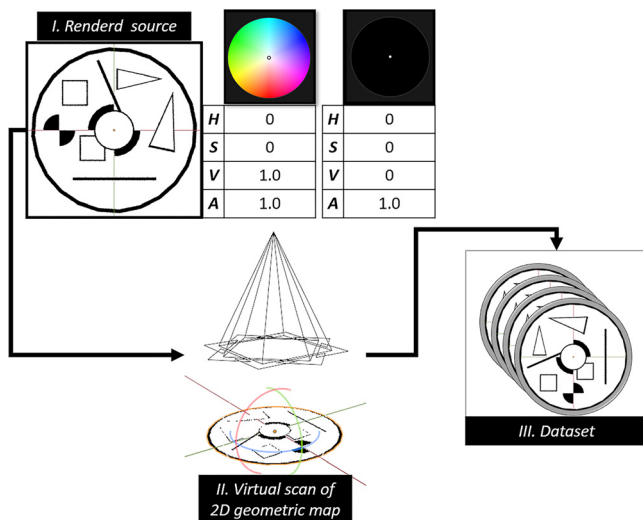 I. Renderd source
H 0
S 0
V 1.0
A 1.0
H 0
S 0
V 0
A 1.0
III. Dataset
II. Virtual scan of
2D geometric map